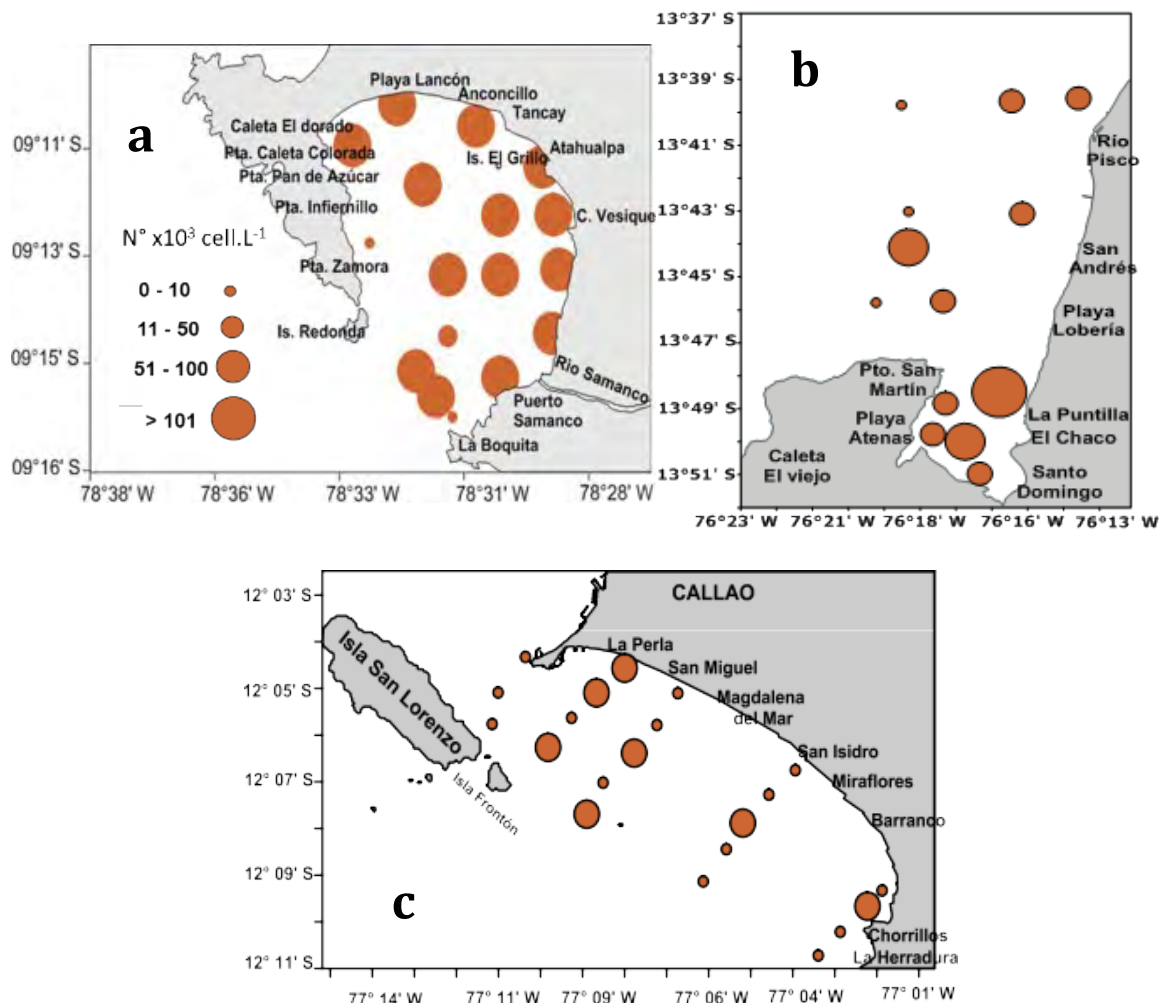 a
Playa Lancón
Anconcillo
Tancay
Caleta El dorado
Atahualpa
Pta. Caleta Colorada
Is. El Grillo
Pta. Pan de Azúcar
Pta. Infiernillo
C. Vesique
N° x10³ cell.L⁻¹
Pta. Zamora
0 - 10
11 - 50
51 - 100
> 101
Is. Redonda
Rio Samanco
Puerto
Samanco
La Boquita
09°11' S
09°13' S
09°15' S
09°16' S
78°38' W 78°36' W 78°33' W 78°31' W 78°28' W
b
13°37' S
13°39' S
13°41' S
13°43' S
13°45' S
13°47' S
13°49' S
13°51' S
Río
Pisco
San
Andrés
Playa
Lobería
Pto. San
Martín
La Puntilla
Playa
Atenas
El Chaco
Caleta
El viejo
Santo
Domingo
76°23' W 76°21' W 76°18' W 76°16' W 76°13' W
c
CALLAO
La Perla
San Miguel
Isla San Lorenzo
Magdalena
del Mar
San Isidro
Isla Frontón
Miraflores
Barranco
Chorrillos
La Herradura
12° 03' S
12° 05' S
12° 07' S
12° 09' S
12° 11' S
77° 14' W 77° 11' W 77° 09' W 77° 06' W 77° 04' W 77° 01' W